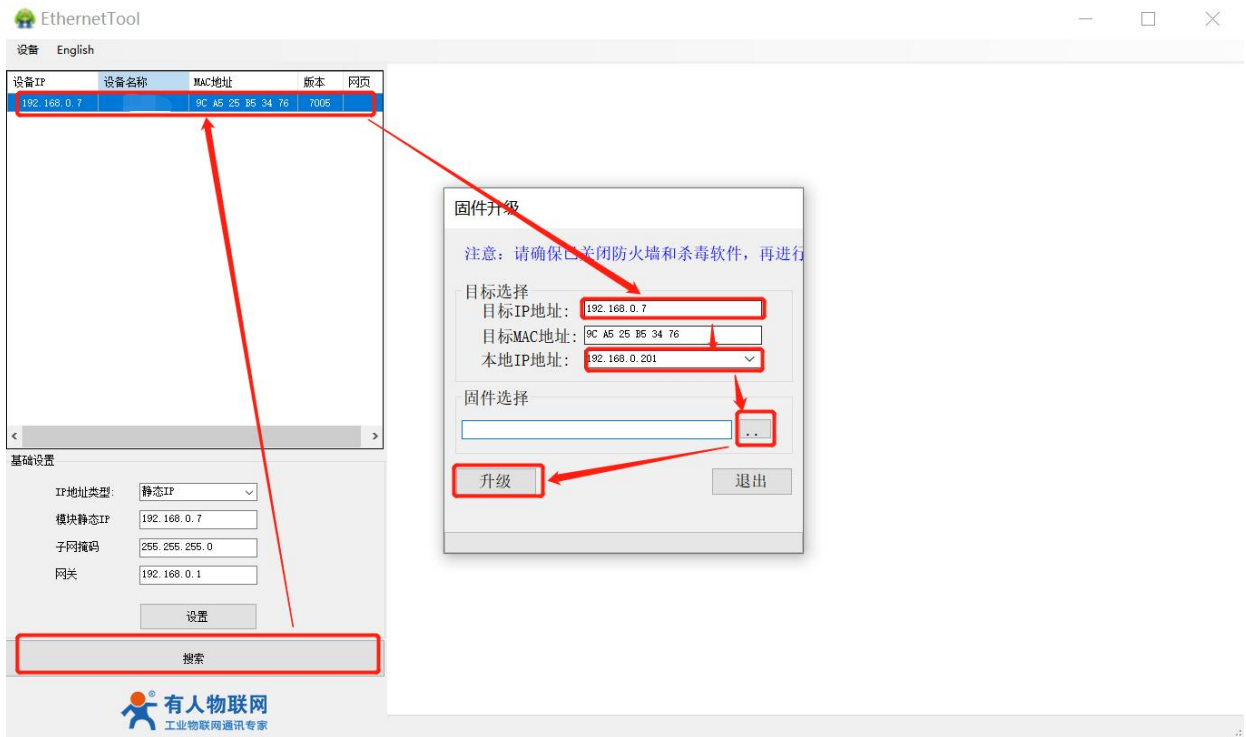 EthernetTool
设备 English
设备IP 设备名称 MAC地址 版本 网页
192.168.0.7 9C A5 25 B5 34 76 7005
固件升级
注意：请确保已关闭防火墙和杀毒软件，再进行
目标选择
目标IP地址： 192.168.0.7
目标MAC地址： 9C A5 25 B5 34 76
本地IP地址： 192.168.0.201
固件选择
..
升级 退出
基础设置
IP地址类型: 静态IP
模块静态IP 192.168.0.7
子网掩码 255.255.255.0
网关 192.168.0.1
设置
搜索
有人物联网
工业物联网通讯专家